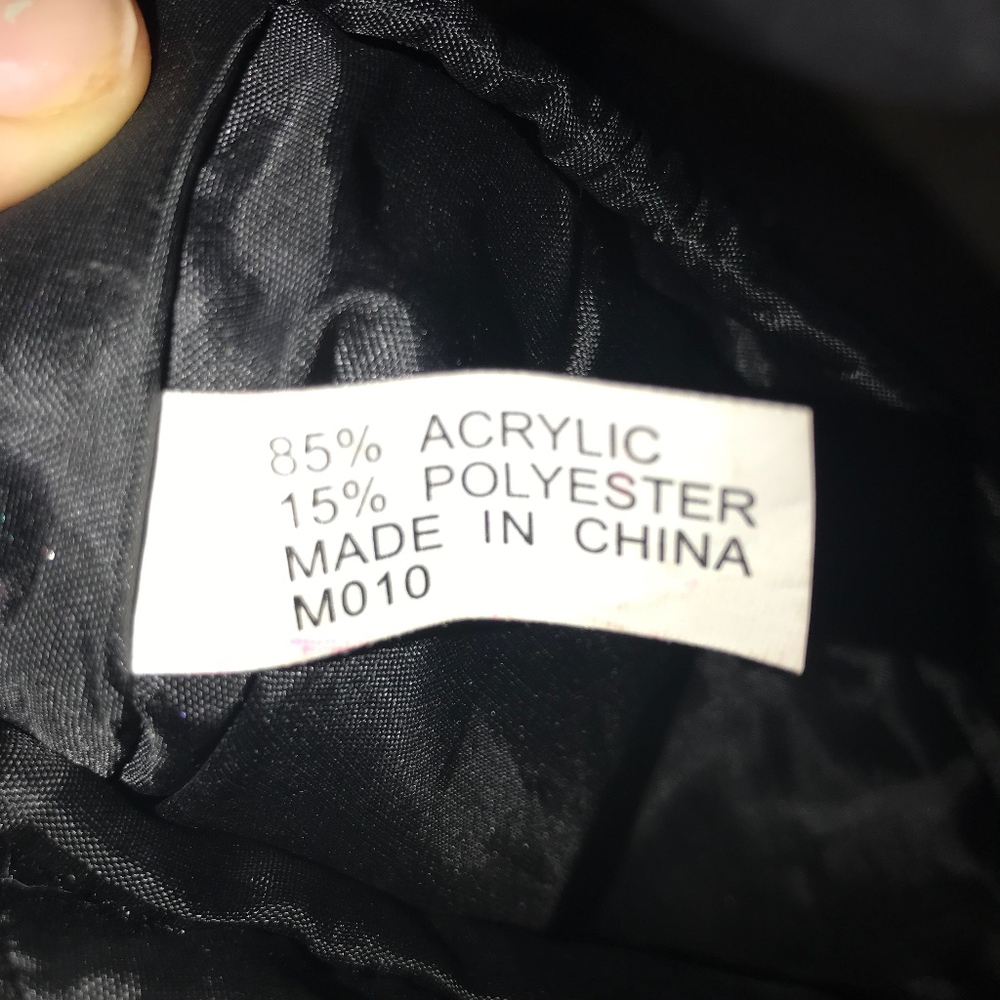 85% ACRYLIC
15% POLYESTER
MADE IN CHINA
M010